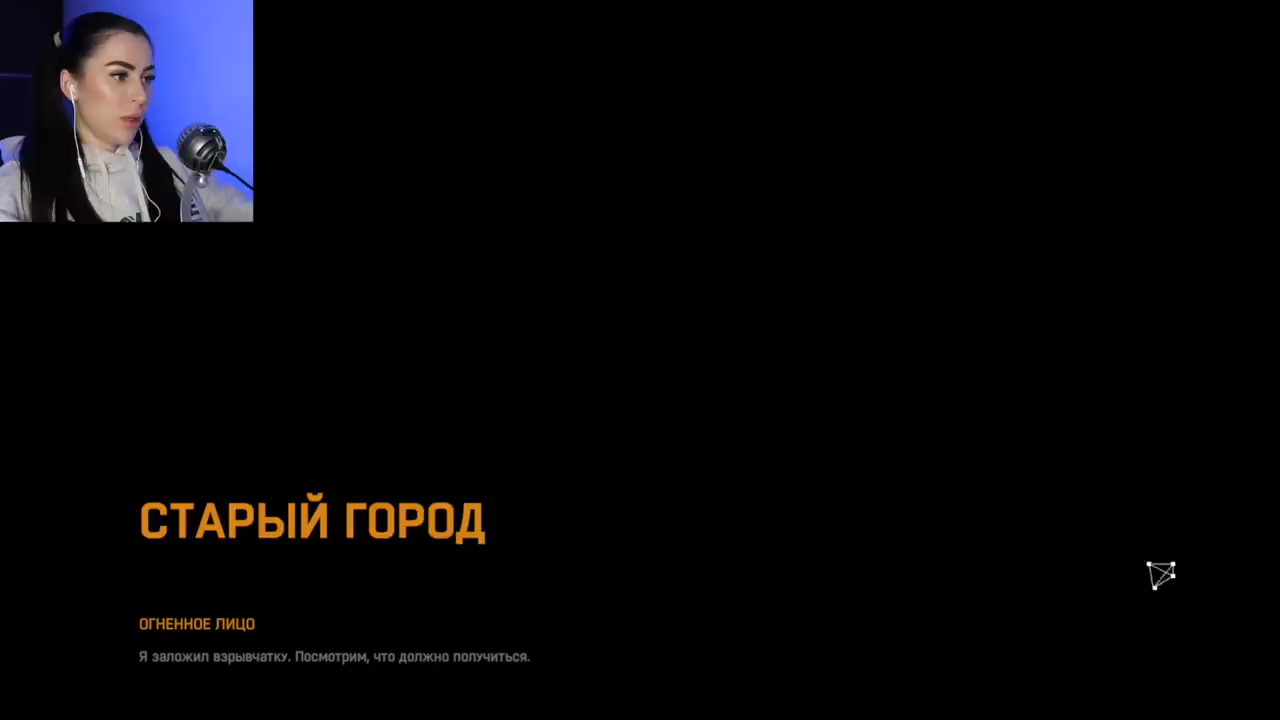 СТАРЫЙ ГОРОД
ОГНЕННОЕ ЛИЦО
Я заложил взрывчатку. Посмотрим, что должно получиться.